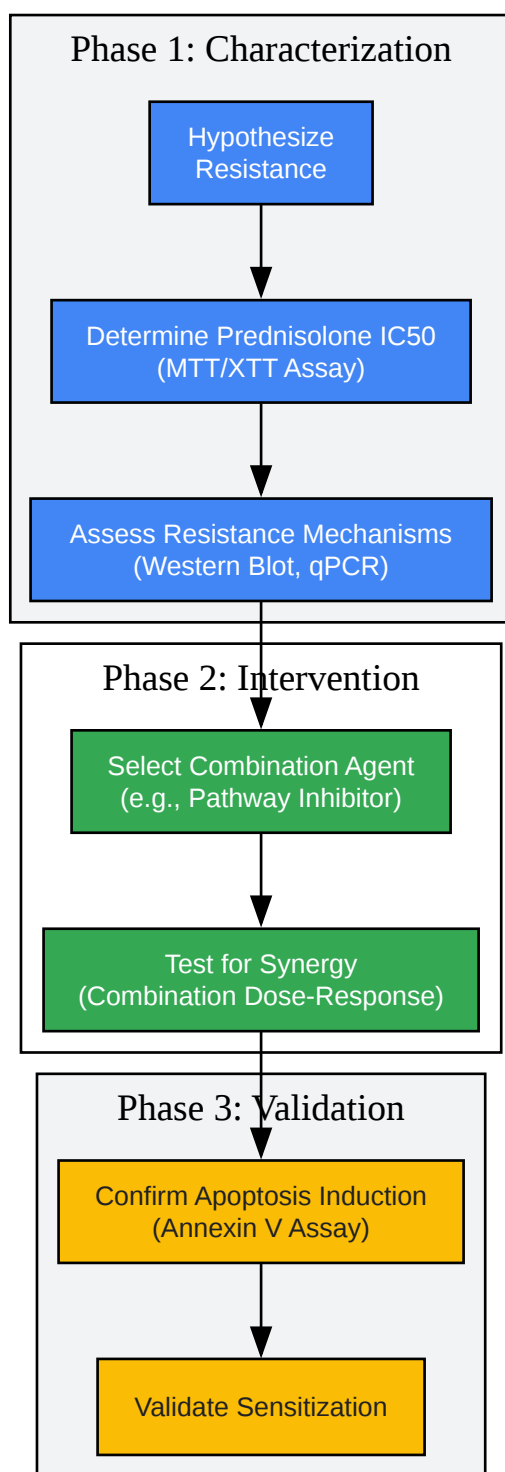 Phase 1: Characterization
Hypothesize
Resistance
Determine Prednisolone IC50
(MTT/XTT Assay)
Assess Resistance Mechanisms
(Western Blot, qPCR)
Phase 2: Intervention
Select Combination Agent
(e.g., Pathway Inhibitor)
Test for Synergy
(Combination Dose-Response)
Phase 3: Validation
Confirm Apoptosis Induction
(Annexin V Assay)
Validate Sensitization